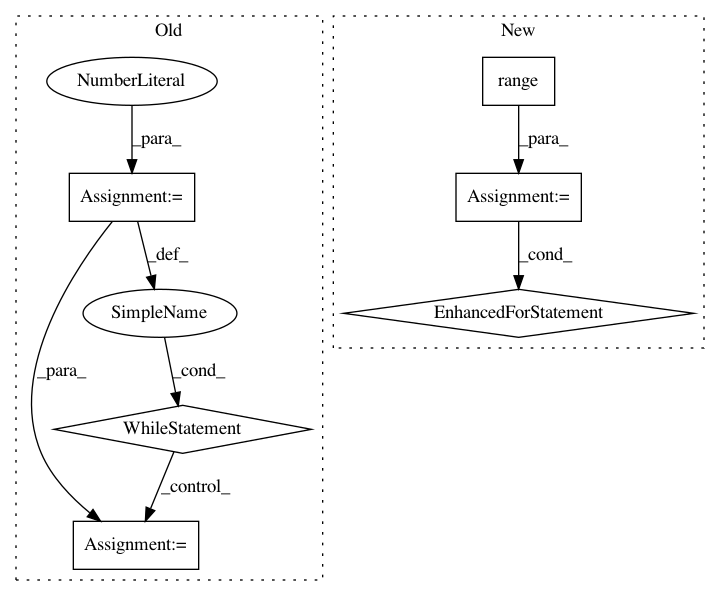 Old
NumberLiteral
_para_
Assignment:=
_def_
SimpleName
_para_
_cond_
WhileStatement
_control_
Assignment:=
New
range
_para_
Assignment:=
_cond_
EnhancedForStatement